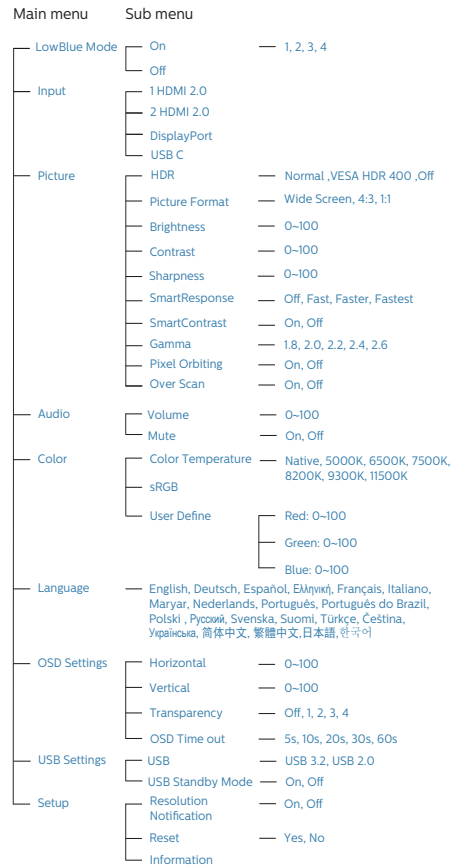 Main menu Sub menu
LowBlue Mode On 1, 2, 3, 4
Off
Input 1 HDMI 2.0
2 HDMI 2.0
DisplayPort
USB C
Picture HDR Normal ,VESA HDR 400 ,Off
Picture Format Wide Screen, 4:3, 1:1
Brightness 0~100
Contrast 0~100
Sharpness 0~100
SmartResponse Off, Fast, Faster, Fastest
SmartContrast On, Off
Gamma 1.8, 2.0, 2.2, 2.4, 2.6
Pixel Orbiting On, Off
Over Scan On, Off
Audio Volume 0~100
Mute On, Off
Color Color Temperature Native, 5000K, 6500K, 7500K,
8200K, 9300K, 11500K
sRGB
User Define Red: 0~100
Green: 0~100
Blue: 0~100
Language English, Deutsch, Español, Ελληνική, Français, Italiano,
Maryar, Nederlands, Português, Português do Brazil,
Polski , Русский, Svenska, Suomi, Türkçe, Čeština,
Українська, 简体中文, 繁體中文,日本語,한국어
OSD Settings Horizontal 0~100
Vertical 0~100
Transparency Off, 1, 2, 3, 4
OSD Time out 5s, 10s, 20s, 30s, 60s
USB Settings USB USB 3.2, USB 2.0
USB Standby Mode On, Off
Setup Resolution On, Off
Notification
Reset Yes, No
Information